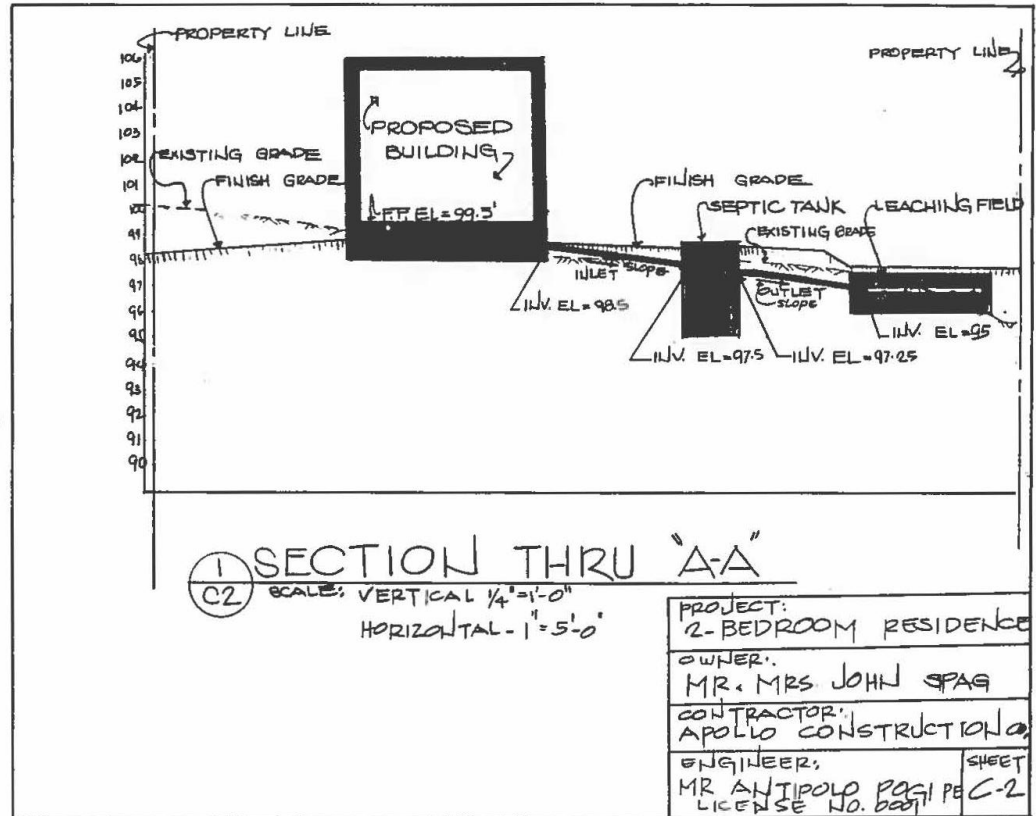 PROPERTY LINE
PROPERTY LINE
106
105
104
103
102
101
100
99
98
97
96
95
94
93
92
91
90
PROPOSED
BUILDING
EXISTING GRADE
FINISH GRADE
F.F. EL = 99.5'
FINISH GRADE
SEPTIC TANK
LEACHING FIELD
EXISTING GRADE
INLET SLOPE
OUTLET
SLOPE
INV. EL = 98.5
INV. EL = 95
INV. EL = 97.5
INV. EL = 97.25
1
C2
SECTION THRU "A-A"
SCALE: VERTICAL 1/4" = 1'-0"
HORIZONTAL - 1" = 5'-0"
PROJECT:
2-BEDROOM RESIDENCE
OWNER:
MR. MRS JOHN SPAG
CONTRACTOR:
APOLLO CONSTRUCTION
ENGINEER:
MR ANTIPOLO POGI PE
LICENSE NO. 0001
SHEET
C-2